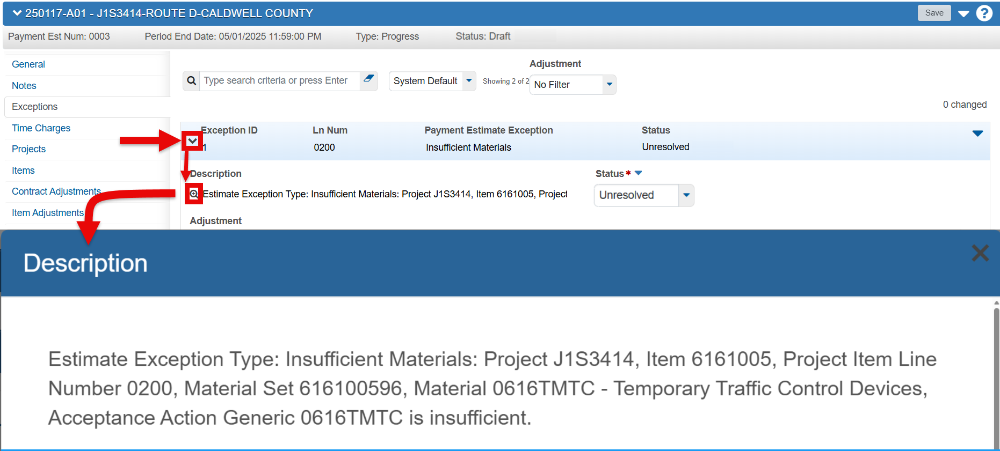 250117-A01 - J1S3414-ROUTE D-CALDWELL COUNTY
Save
?
Payment Est Num: 0003 Period End Date: 05/01/2025 11:59:00 PM Type: Progress Status: Draft
General
Notes
Exceptions
Time Charges
Projects
Items
Contract Adjustments
Item Adjustments
Adjustment
Type search criteria or press Enter
System Default
Showing 2 of 2
No Filter
0 changed
Exception ID Ln Num Payment Estimate Exception Status
1 0200 Insufficient Materials Unresolved
Description Status*
Estimate Exception Type: Insufficient Materials: Project J1S3414, Item 6161005, Project
Unresolved
Adjustment
Description
Estimate Exception Type: Insufficient Materials: Project J1S3414, Item 6161005, Project Item Line
Number 0200, Material Set 616100596, Material 0616TMTC - Temporary Traffic Control Devices,
Acceptance Action Generic 0616TMTC is insufficient.